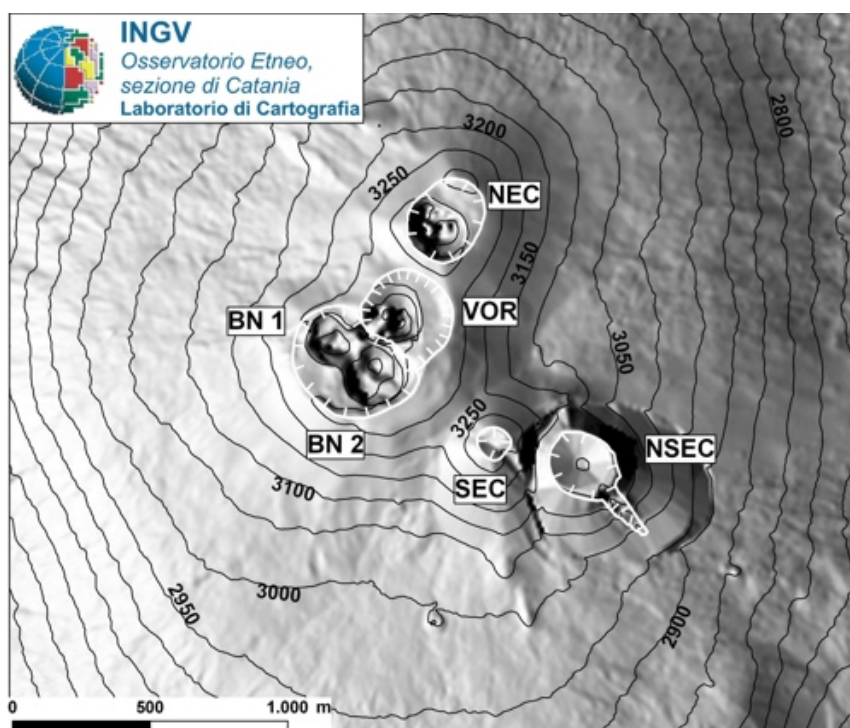 INGV
Osservatorio Etneo,
sezione di Catania
Laboratorio di Cartografia
2800
3200
3250
NEC
3150
BN 1
VOR
3050
3250
BN 2
NSEC
SEC
3100
3000
2950
2900
0 500 1.000 m